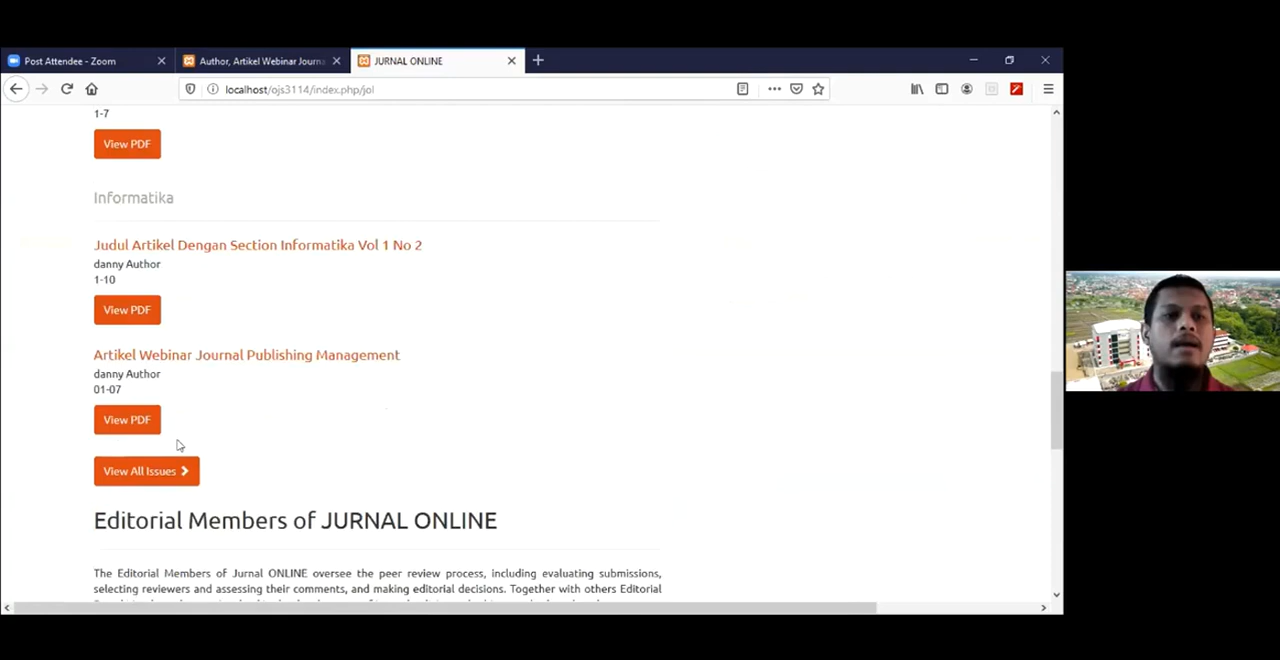 Post Attendee - Zoom
Author, Artikel Webinar Journa
JURNAL ONLINE
localhost/ojs3114/index.php/jol
1-7
View PDF
Informatika
Judul Artikel Dengan Section Informatika Vol 1 No 2
danny Author
1-10
View PDF
Artikel Webinar Journal Publishing Management
danny Author
01-07
View PDF
View All Issues
Editorial Members of JURNAL ONLINE
The Editorial Members of Jurnal ONLINE oversee the peer review process, including evaluating submissions,
selecting reviewers and assessing their comments, and making editorial decisions. Together with others Editorial